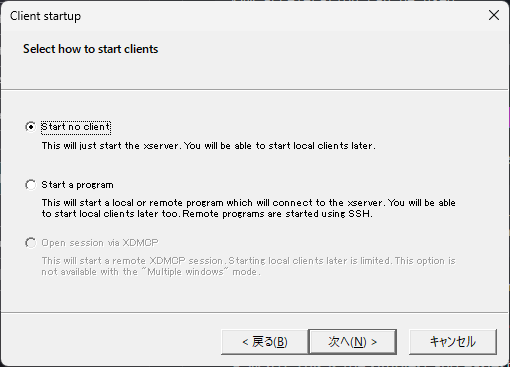 Client startup
Select how to start clients
Start no client
This will just start the xserver. You will be able to start local clients later.
Start a program
This will start a local or remote program which will connect to the xserver. You will be able
to start local clients later too. Remote programs are started using SSH.
Open session via XDMCP
This will start a remote XDMCP session. Starting local clients later is limited. This option is
not available with the "Multiple windows" mode.
< 戻る(B) 次へ(N) > キャンセル